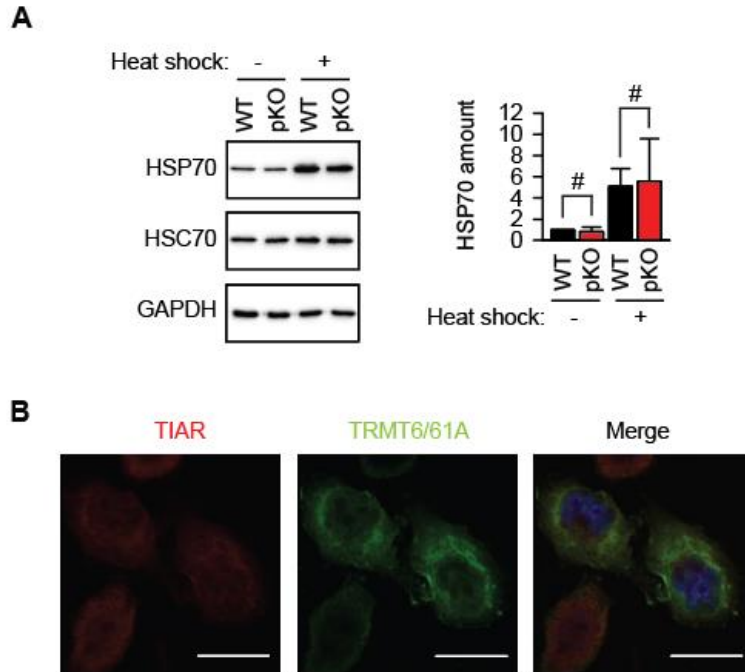 A
Heat shock: - +
WT pKO WT pKO
HSP70
HSC70
GAPDH
HSP70 amount
12
10
8
6
4
2
0
# #
WT pKO WT pKO
Heat shock: - +
B
TIAR TRMT6/61A Merge